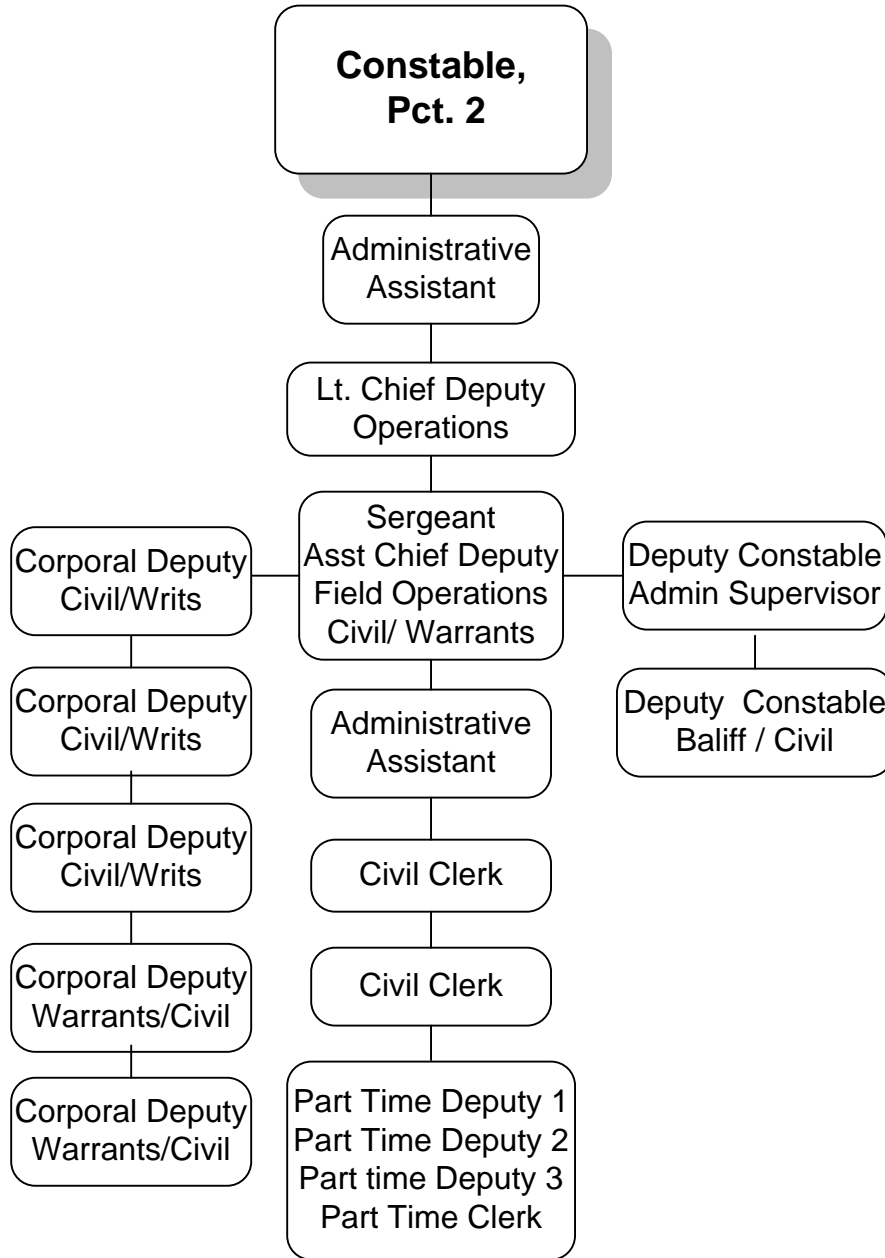 Constable,
Pct. 2
Administrative
Assistant
Lt. Chief Deputy
Operations
Sergeant
Asst Chief Deputy
Field Operations
Civil/ Warrants
Corporal Deputy
Civil/Writs
Corporal Deputy
Civil/Writs
Corporal Deputy
Civil/Writs
Corporal Deputy
Warrants/Civil
Corporal Deputy
Warrants/Civil
Administrative
Assistant
Civil Clerk
Civil Clerk
Part Time Deputy 1
Part Time Deputy 2
Part time Deputy 3
Part Time Clerk
Deputy Constable
Admin Supervisor
Deputy  Constable
Baliff / Civil